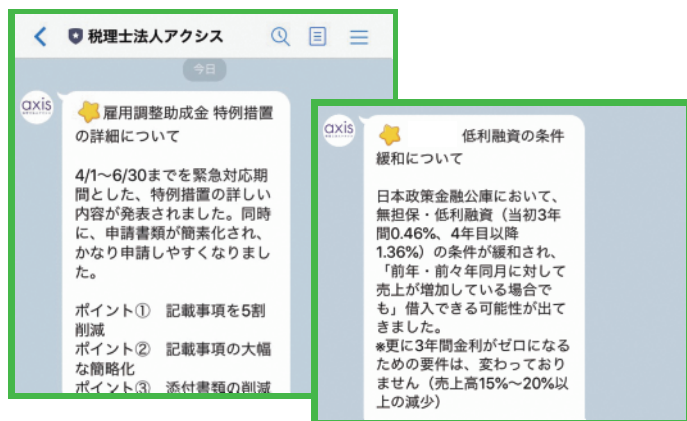 税理士法人アクシス
今日
axis
雇用調整助成金 特例措置
の詳細について
4/1〜6/30までを緊急対応期
間とした、特例措置の詳しい
内容が発表されました。同時
に、申請書類が簡素化され、
かなり申請しやすくなりまし
た。
ポイント① 記載事項を5割
削減
ポイント② 記載事項の大幅
な簡略化
ポイント③ 添付書類の削減
axis
低利融資の条件
緩和について
日本政策金融公庫において、
無担保・低利融資（当初3年
間0.46%、4年目以降
1.36%）の条件が緩和され、
「前年・前々年同月に対して
売上が増加している場合で
も」借入できる可能性が出て
きました。
※更に3年間金利がゼロになる
ための要件は、変わっており
ません（売上高15%〜20%以
上の減少）